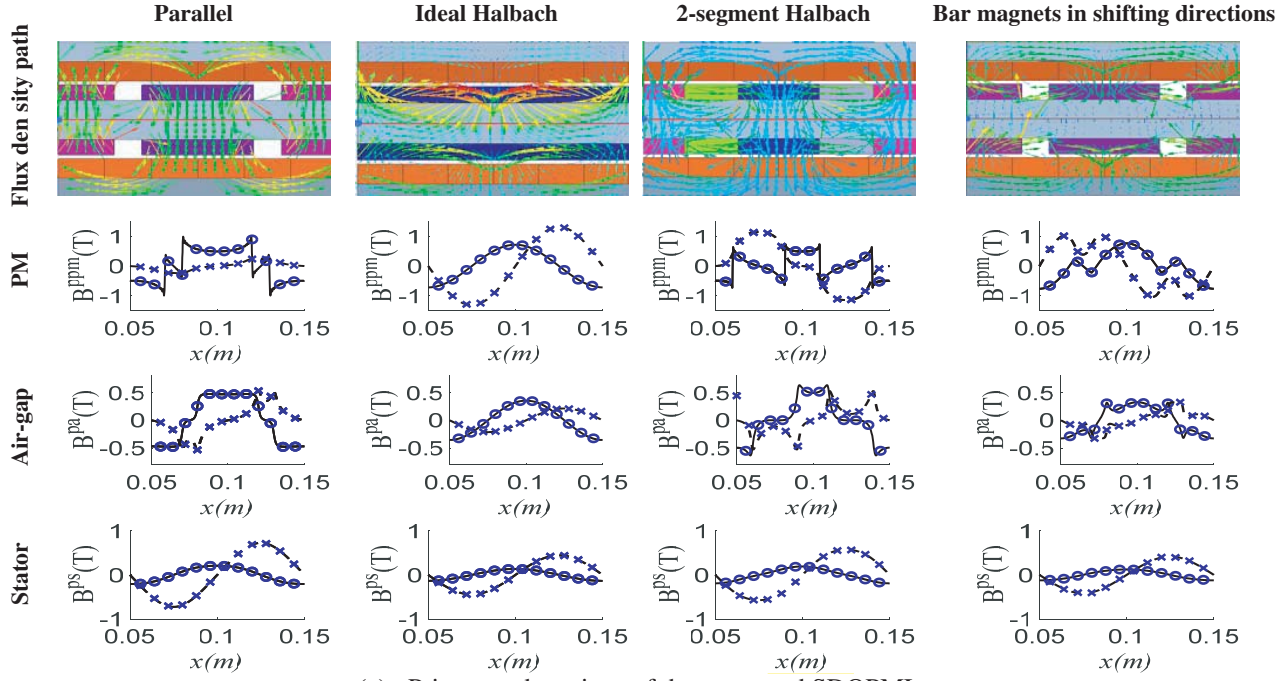 Parallel
Ideal Halbach
2-segment Halbach
Bar magnets in shifting directions
Flux den sity path
PM
B^ppm(T)
1
0
-1
0.05 0.1 0.15
x(m)
B^ppm(T)
1
0
-1
0.05 0.1 0.15
x(m)
B^ppm(T)
1
0
-1
0.05 0.1 0.15
x(m)
B^ppm(T)
1
0
-1
0.05 0.1 0.15
x(m)
Air-gap
B^pa(T)
0.5
0
-0.5
0.05 0.1 0.15
x(m)
B^pa(T)
0.5
0
-0.5
0.05 0.1 0.15
x(m)
B^pa(T)
0.5
0
-0.5
0.05 0.1 0.15
x(m)
B^pa(T)
0.5
0
-0.5
0.05 0.1 0.15
x(m)
Stator
B^ps(T)
1
0
-1
0.05 0.1 0.15
x(m)
B^ps(T)
1
0
-1
0.05 0.1 0.15
x(m)
B^ps(T)
1
0
-1
0.05 0.1 0.15
x(m)
B^ps(T)
1
0
-1
0.05 0.1 0.15
x(m)